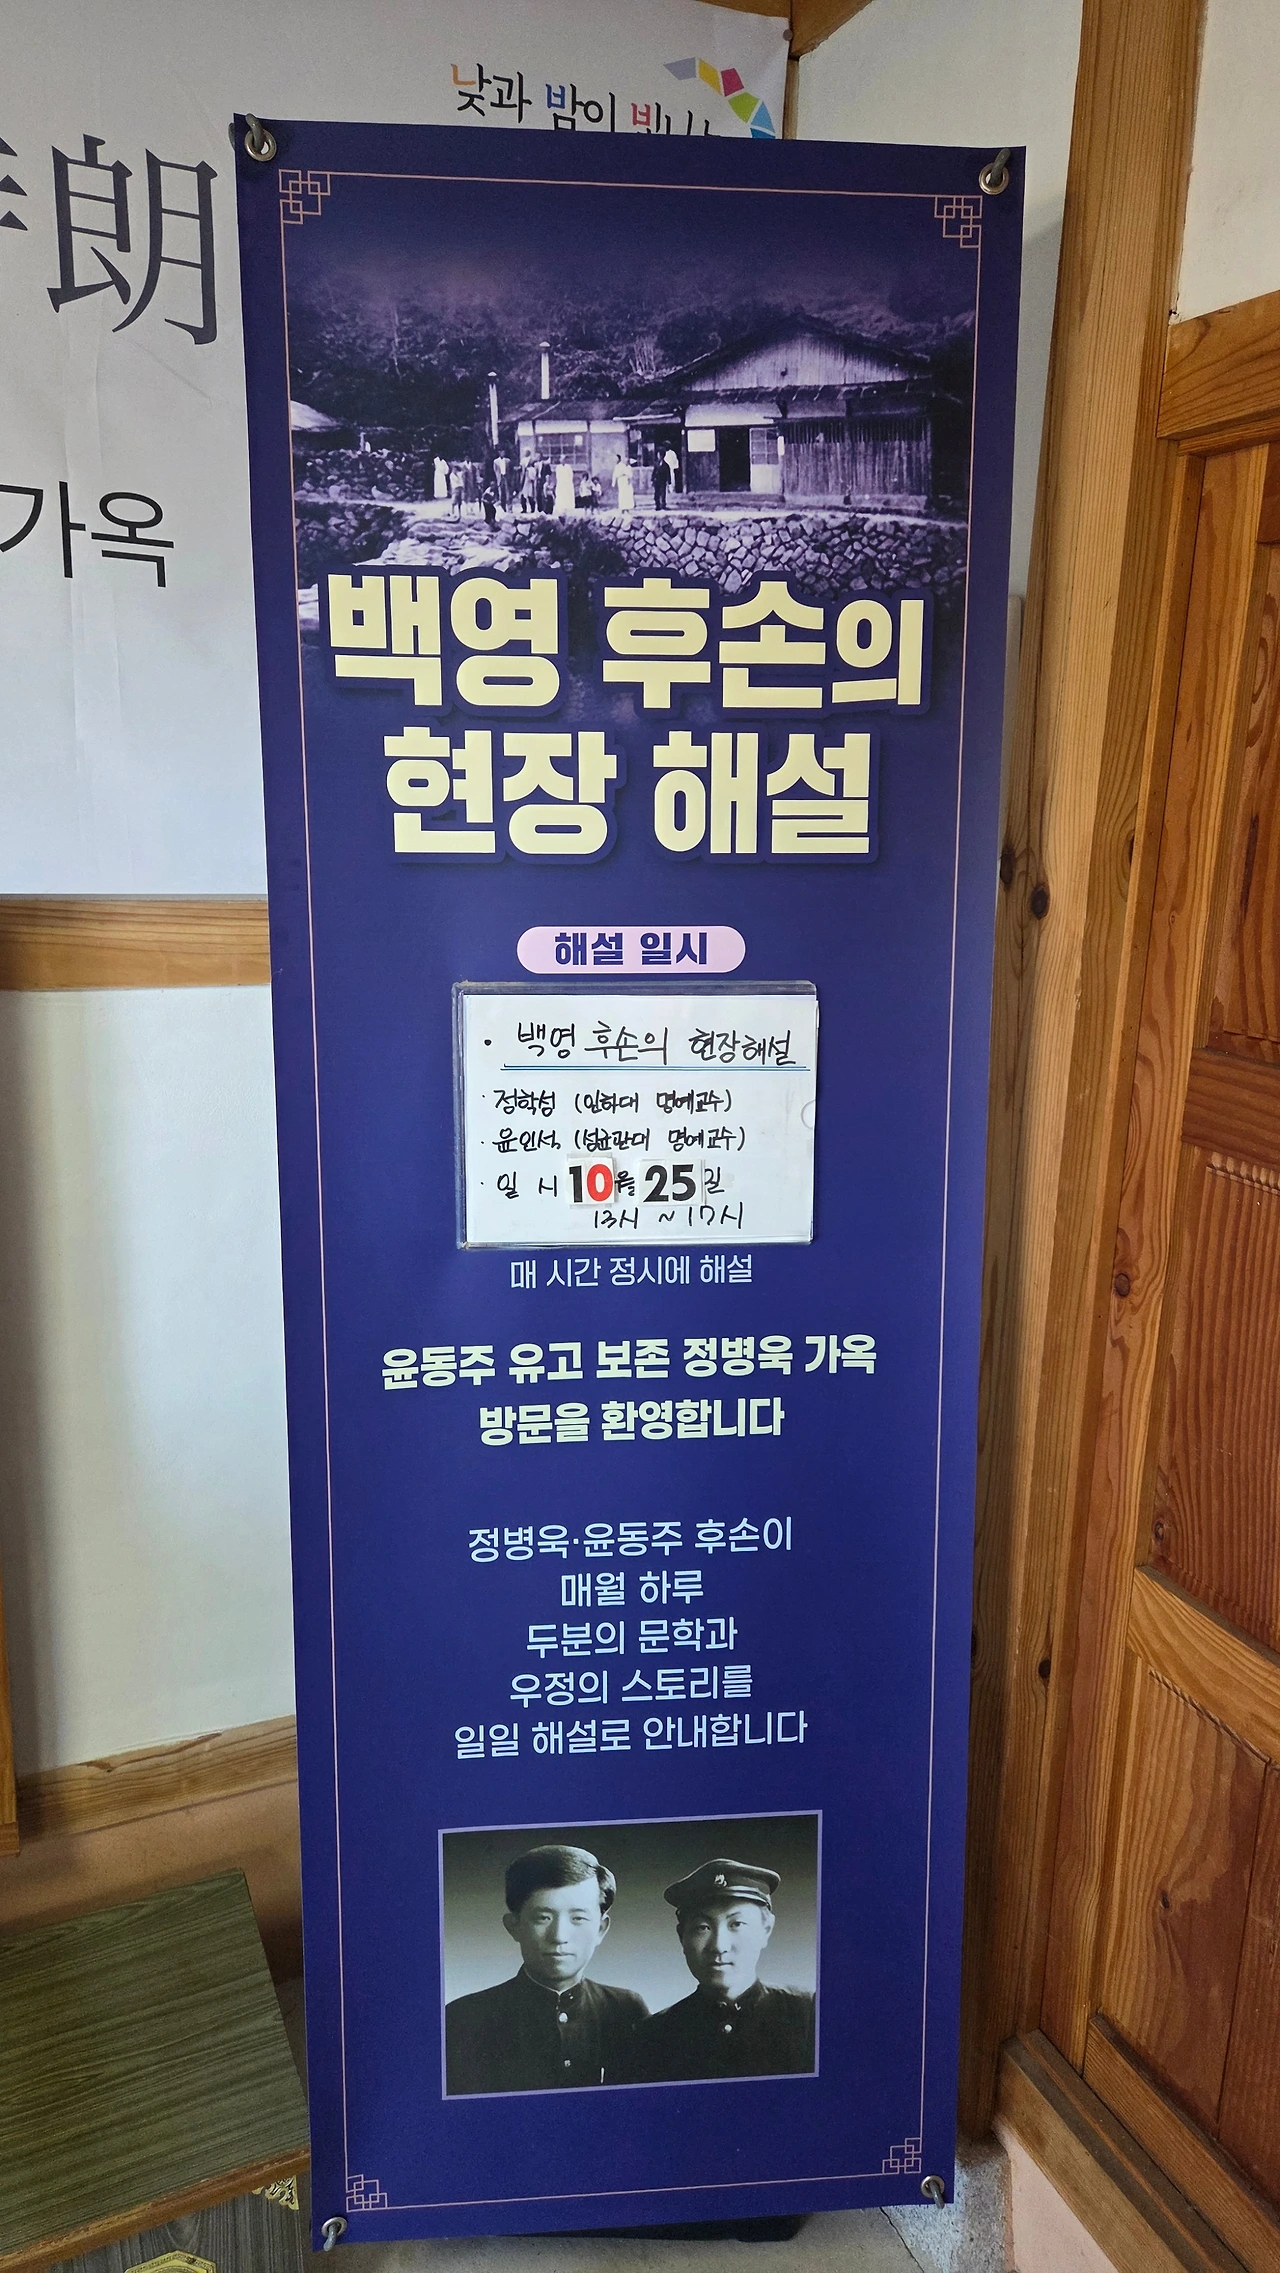 낮과 밤이
朗
가옥
백영 후손의
현장 해설
해설 일시
· 백영 후손의 현장해설
· 정학성 (인하대 명예교수)
· 윤인석 (성균관대 명예교수)
· 일 시 10월 25일
13시 ~ 17시
매 시간 정시에 해설
윤동주 유고 보존 정병욱 가옥
방문을 환영합니다
정병욱·윤동주 후손이
매월 하루
두분의 문학과
우정의 스토리를
일일 해설로 안내합니다